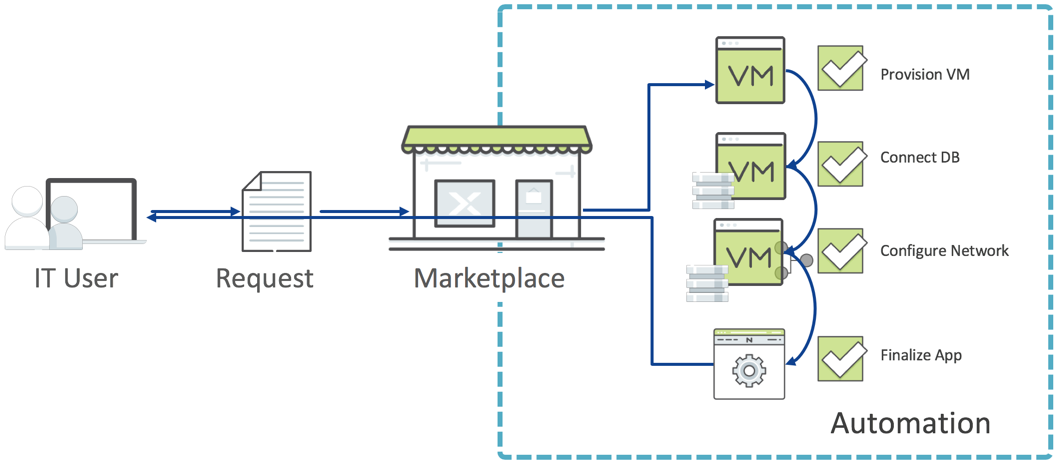 VM
Provision VM
VM
Connect DB
VM
Configure Network
N
Finalize App
IT User
Request
Marketplace
Automation